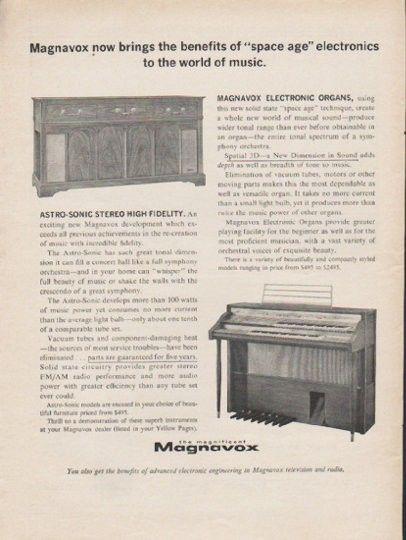 Magnavox now brings the benefits of "space age" electronics
to the world of music.
MAGNAVOX ELECTRONIC ORGANS, using
this new solid state "space age" technique, create
a whole new world of musical sound—produce
wider tonal range than ever before obtainable in
an organ—the entire tonal spectrum of a sym-
phony orchestra.
Spatial 3D—a New Dimension in Sound adds
depth as well as breadth of tone to music.
Elimination of vacuum tubes, motors or other
moving parts makes this the most dependable as
well as versatile organ. It takes no more current
than a small light bulb, yet it produces more than
twice the music power of other organs.
Magnavox Electronic Organs provide greater
playing facility for the beginner as well as for the
most proficient musician, with a vast variety of
orchestral voices of exquisite beauty.
There is a variety of beautifully and compactly styled
models ranging in price from $495 to $2495.
ASTRO-SONIC STEREO HIGH FIDELITY. An
exciting new Magnavox development which ex-
ceeds all previous achievements in the re-creation
of music with incredible fidelity.
The Astro-Sonic has such great tonal dimen-
sion it can fill a concert hall like a full symphony
orchestra—and in your home can "whisper" the
full beauty of music or shake the walls with the
crescendo of a great symphony.
The Astro-Sonic develops more than 100 watts
of music power yet consumes no more current
than the average light bulb—only about one tenth
of a comparable tube set.
Vacuum tubes and component-damaging heat
—the sources of most service troubles—have been
eliminated . . . parts are guaranteed for five years.
Solid state circuitry provides greater stereo
FM/AM radio performance and more audio
power with greater efficiency than any tube set
ever could.
Astro-Sonic models are encased in your choice of beau-
tiful furniture priced from $495.
Thrill to a demonstration of these superb instruments
at your Magnavox dealer (listed in your Yellow Pages).
the magnificent
Magnavox
You also get the benefits of advanced electronic engineering in Magnavox television and radio.